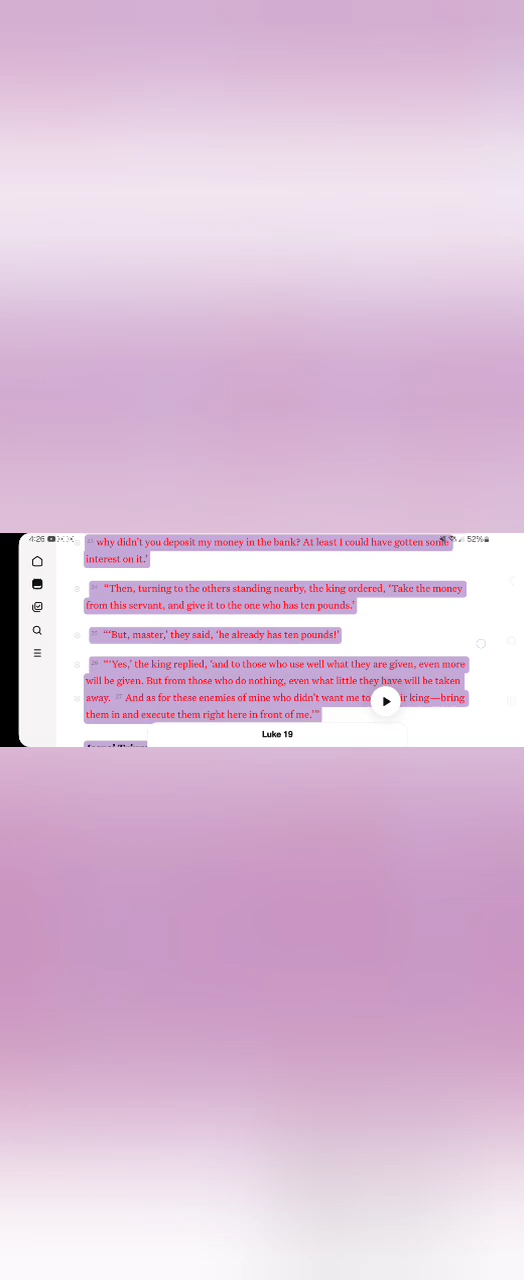 4:26
52%
23 why didn't you deposit my money in the bank? At least I could have gotten some
interest on it.'
24 “Then, turning to the others standing nearby, the king ordered, ‘Take the money
from this servant, and give it to the one who has ten pounds.’
25 “‘But, master,’ they said, ‘he already has ten pounds!’
26 “‘Yes,’ the king replied, ‘and to those who use well what they are given, even more
will be given. But from those who do nothing, even what little they have will be taken
away. 27 And as for these enemies of mine who didn’t want me to ir king—bring
them in and execute them right here in front of me.’”
Luke 19